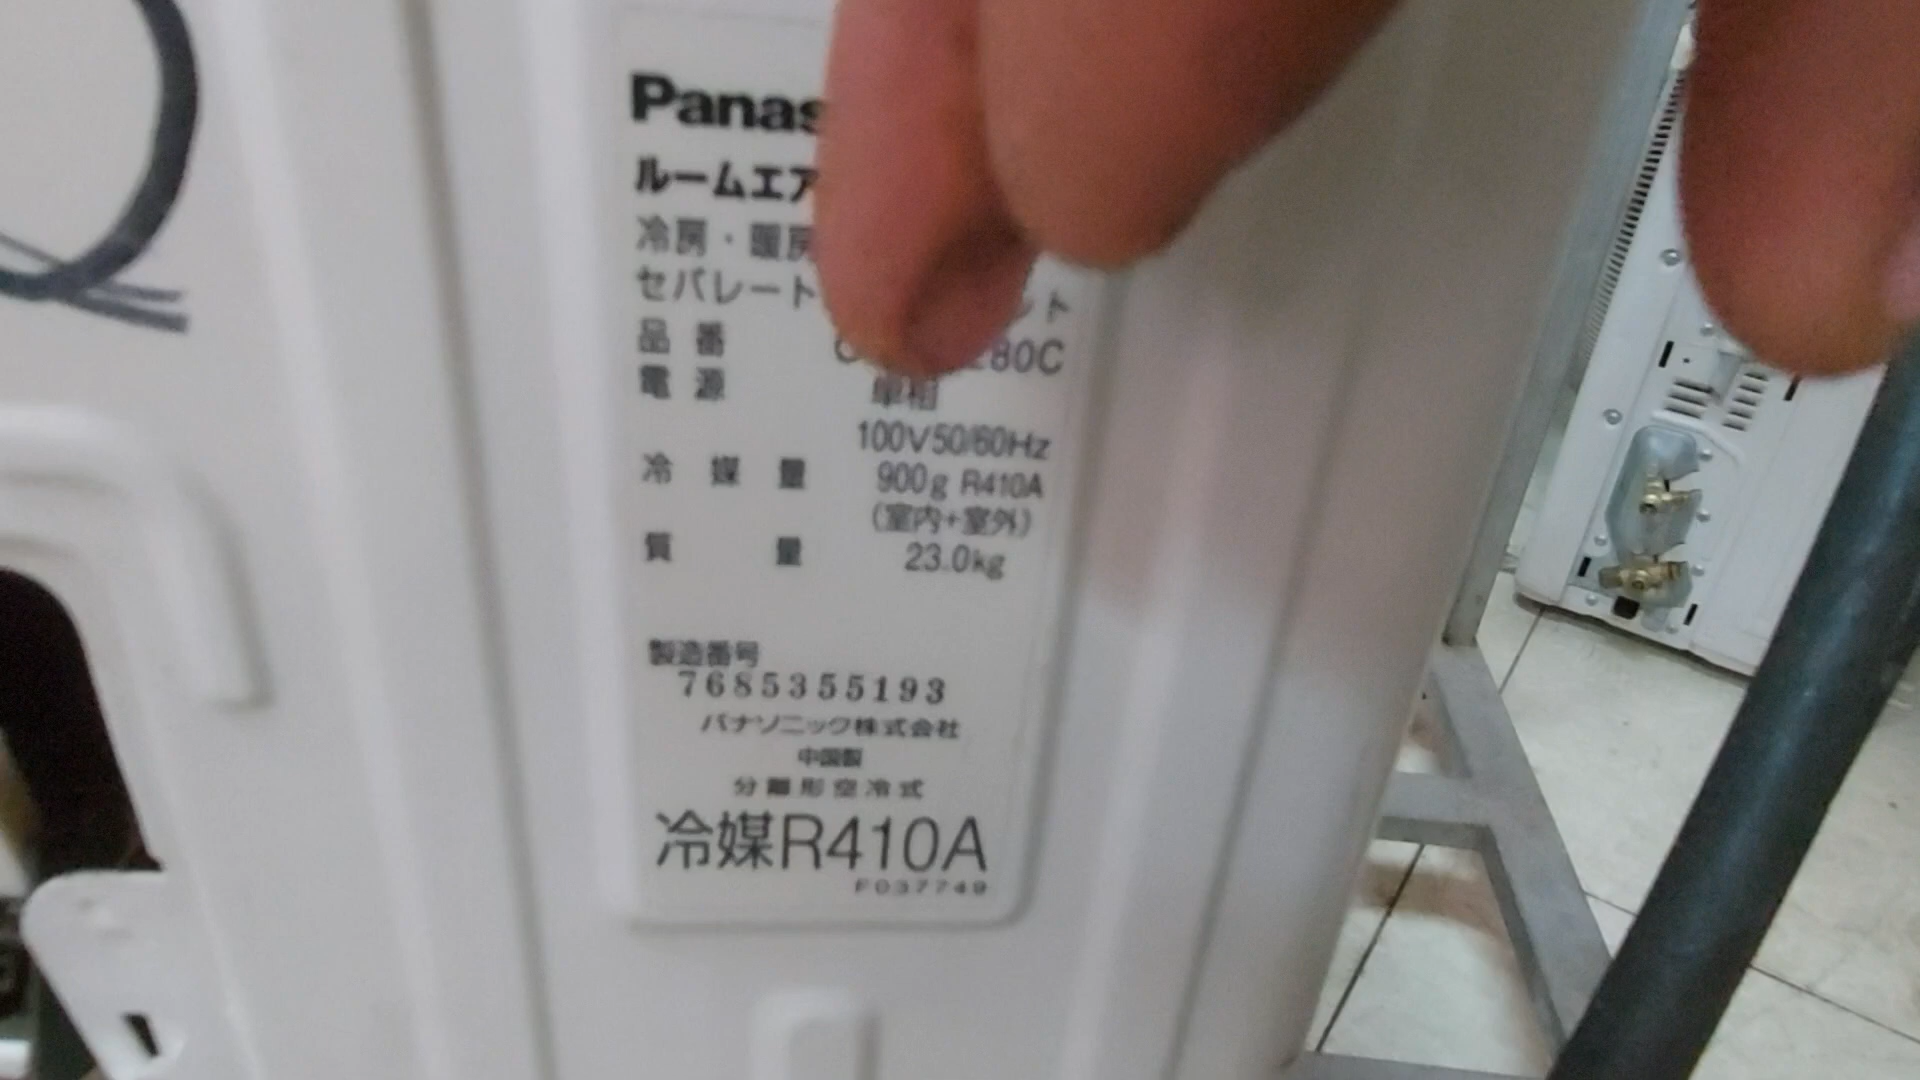 Panas
ルームエア
冷房・暖房
セパレート ント
品番 C 280C
電源 単相
100V50/60Hz
冷媒量 900g R410A
(室内+室外)
質量 23.0kg
製造番号
7685355193
パナソニック株式会社
中国製
分離形空冷式
冷媒R410A
F037749